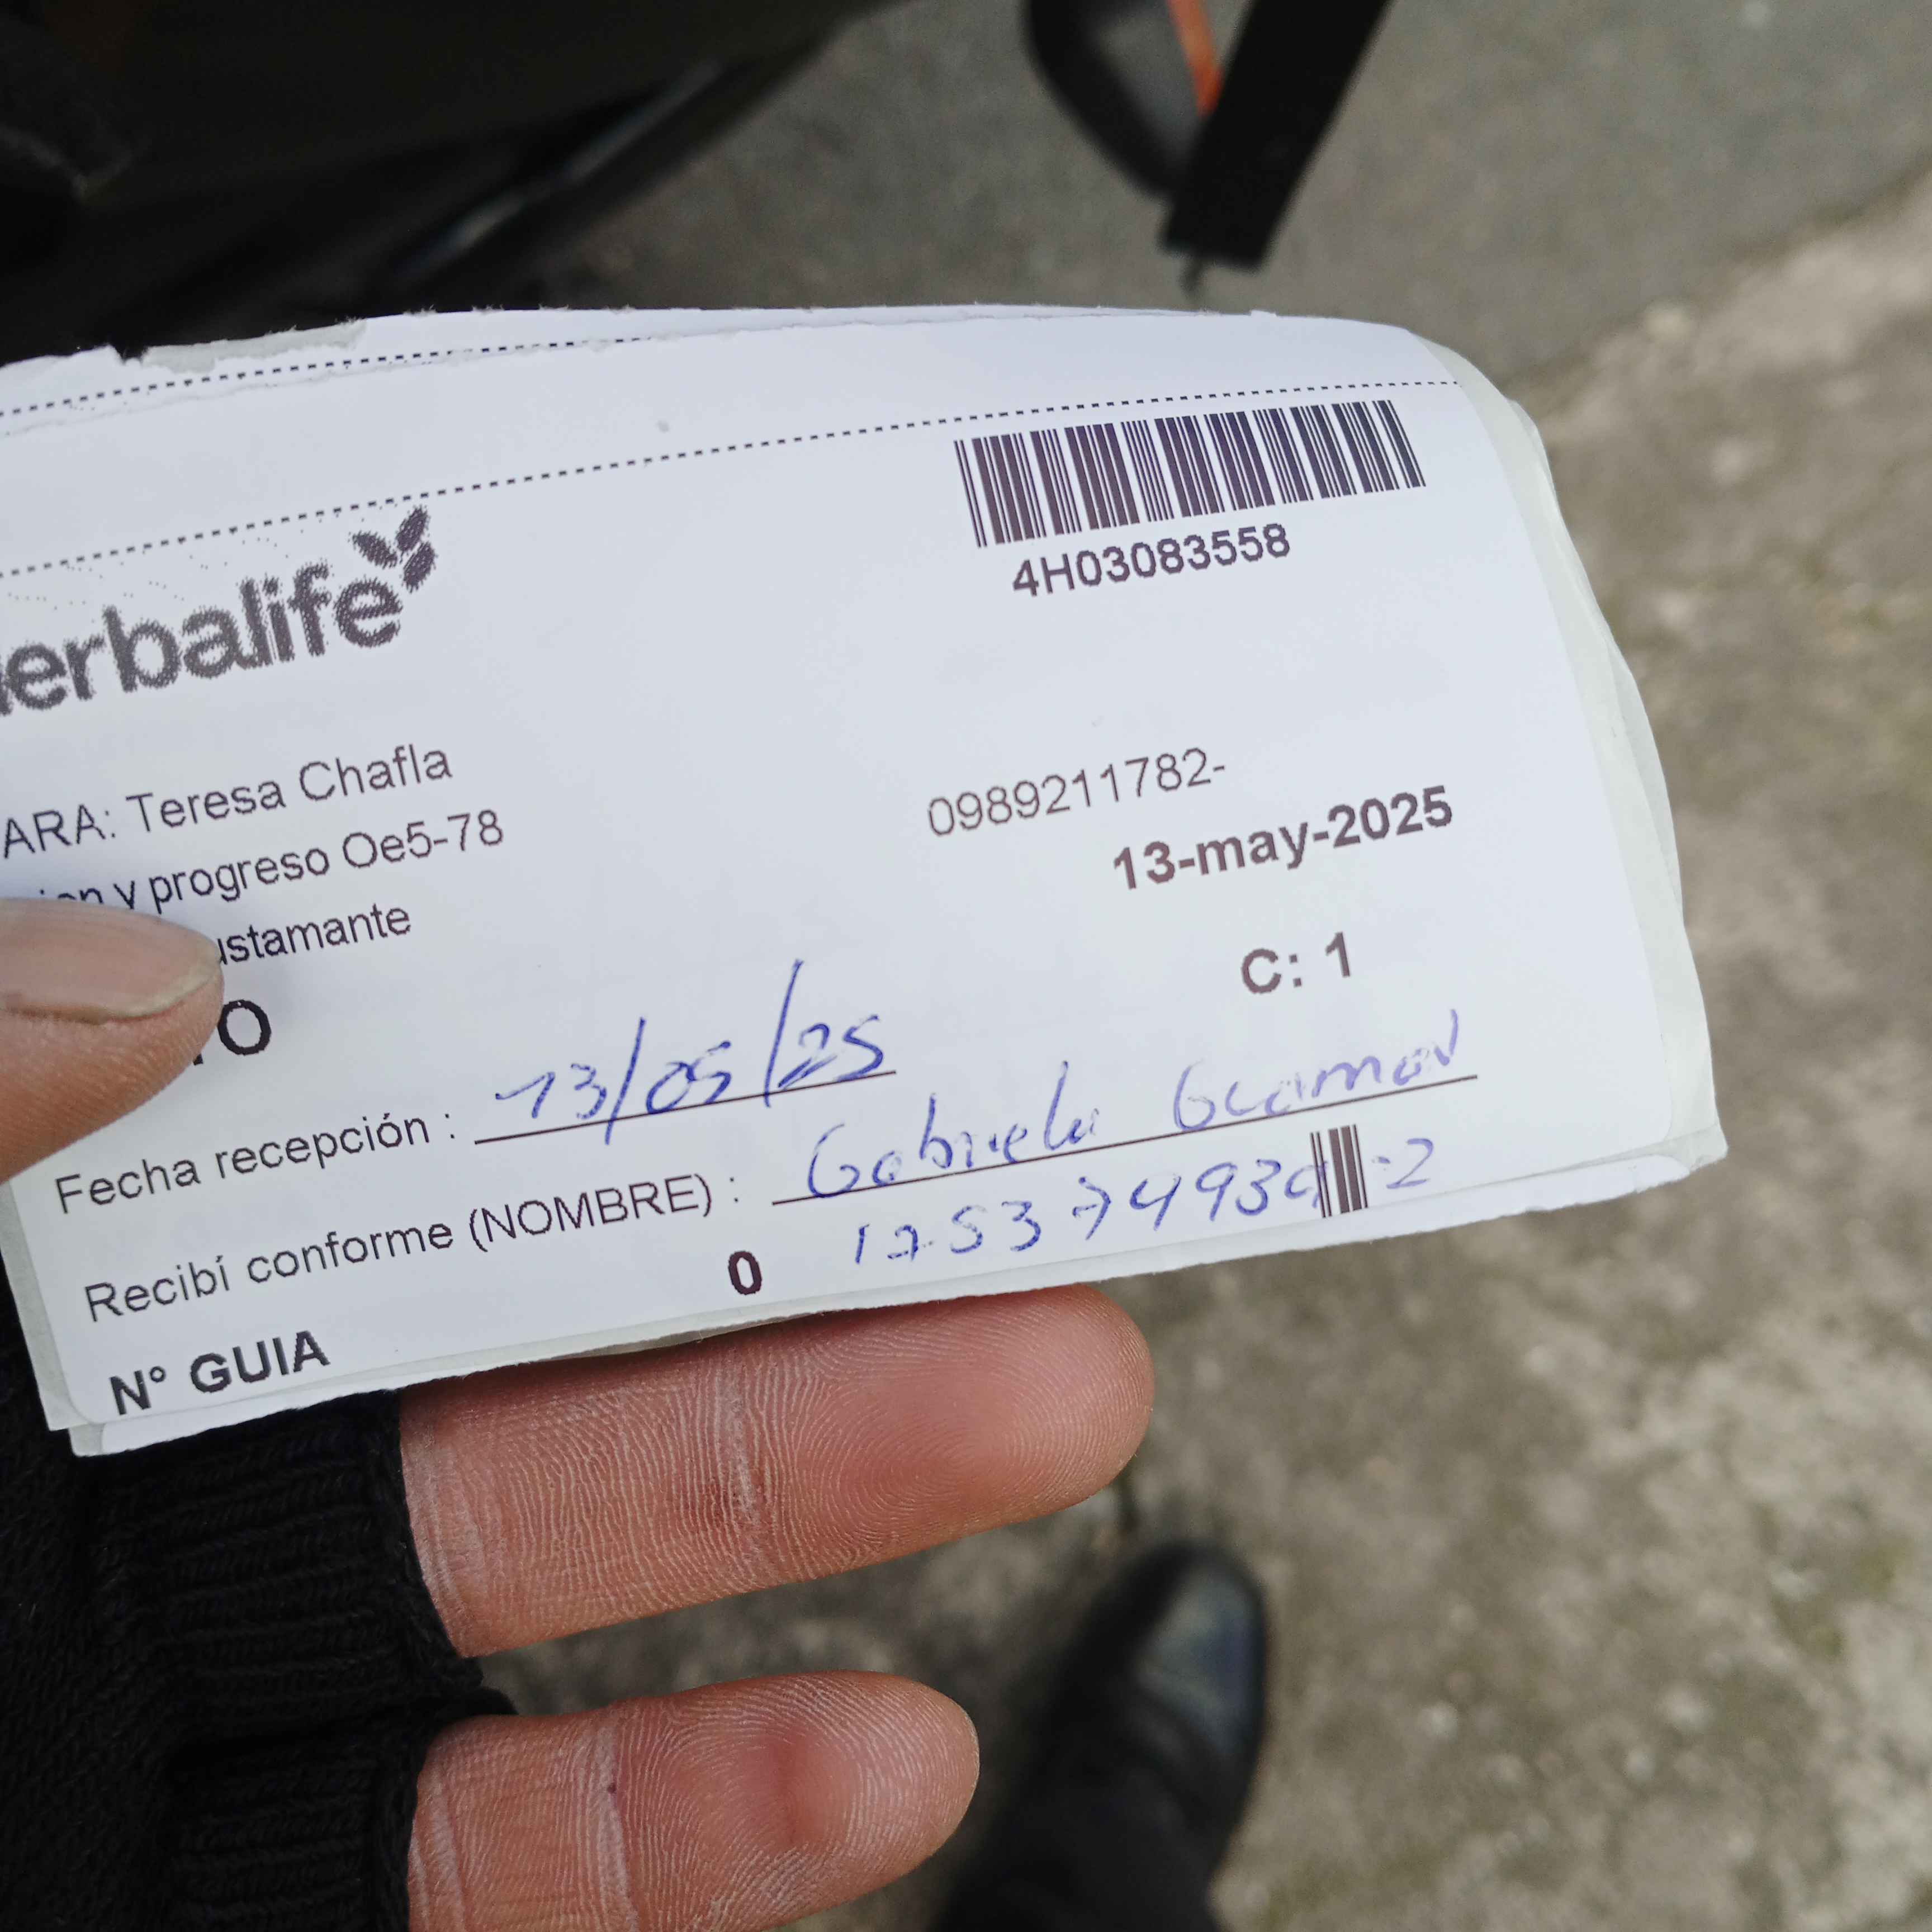 erbalife
4H03083558
ARA: Teresa Chafla
0989211782-
y progreso Oe5-78
13-may-2025
ustamante
C: 1
O
Fecha recepción : 13/05/25
Recibí conforme (NOMBRE) : Gabriela
N° GUIA 0